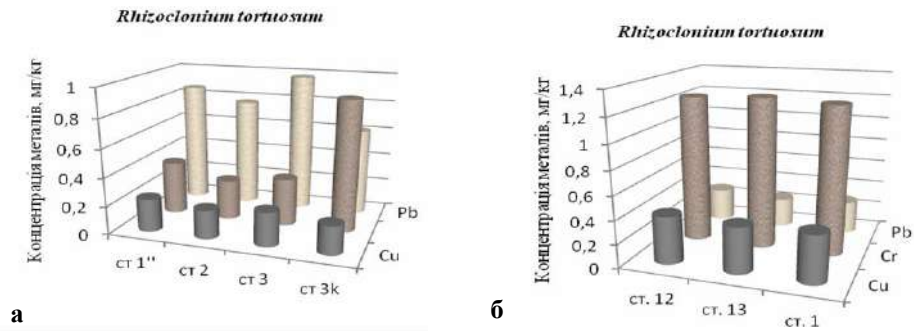 Rhizoclonium tortuosum
Концентрація металів, мг/кг
1
0,8
0,6
0,4
0,2
0
ст 1''
ст 2
ст 3
ст 3k
Pb
Cu
а
Rhizoclonium tortuosum
Концентрація металів, мг/кг
1,4
1,2
1
0,8
0,6
0,4
0,2
0
ст. 12
ст. 13
ст. 1
Pb
Cr
Cu
б